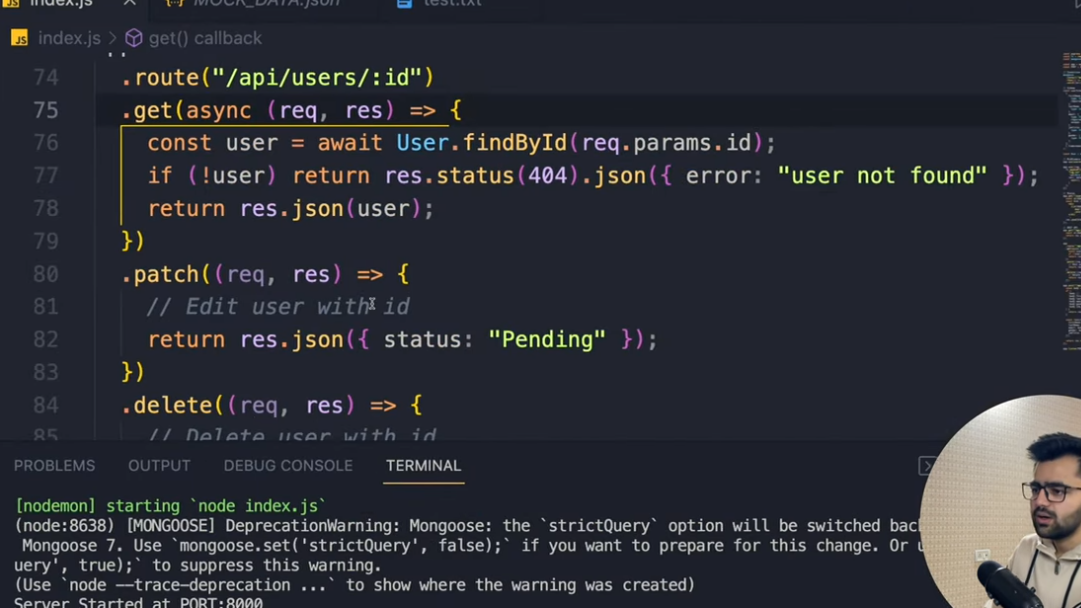 index.js
MOCK_DATA.json
test.txt
index.js > get() callback
74 .route("/api/users/:id")
75 .get(async (req, res) => {
76 const user = await User.findById(req.params.id);
77 if (!user) return res.status(404).json({ error: "user not found" });
78 return res.json(user);
79 })
80 .patch((req, res) => {
81 // Edit user with id
82 return res.json({ status: "Pending" });
83 })
84 .delete((req, res) => {
85 // Delete user with id
PROBLEMS OUTPUT DEBUG CONSOLE TERMINAL
[nodemon] starting `node index.js`
(node:8638) [MONGOOSE] DeprecationWarning: Mongoose: the `strictQuery` option will be switched
Mongoose 7. Use `mongoose.set('strictQuery', false);` if you want to prepare for this change. Or
uery', true);` to suppress this warning.
(Use `node --trace-deprecation ...` to show where the warning was created)
Server Started at PORT:8000